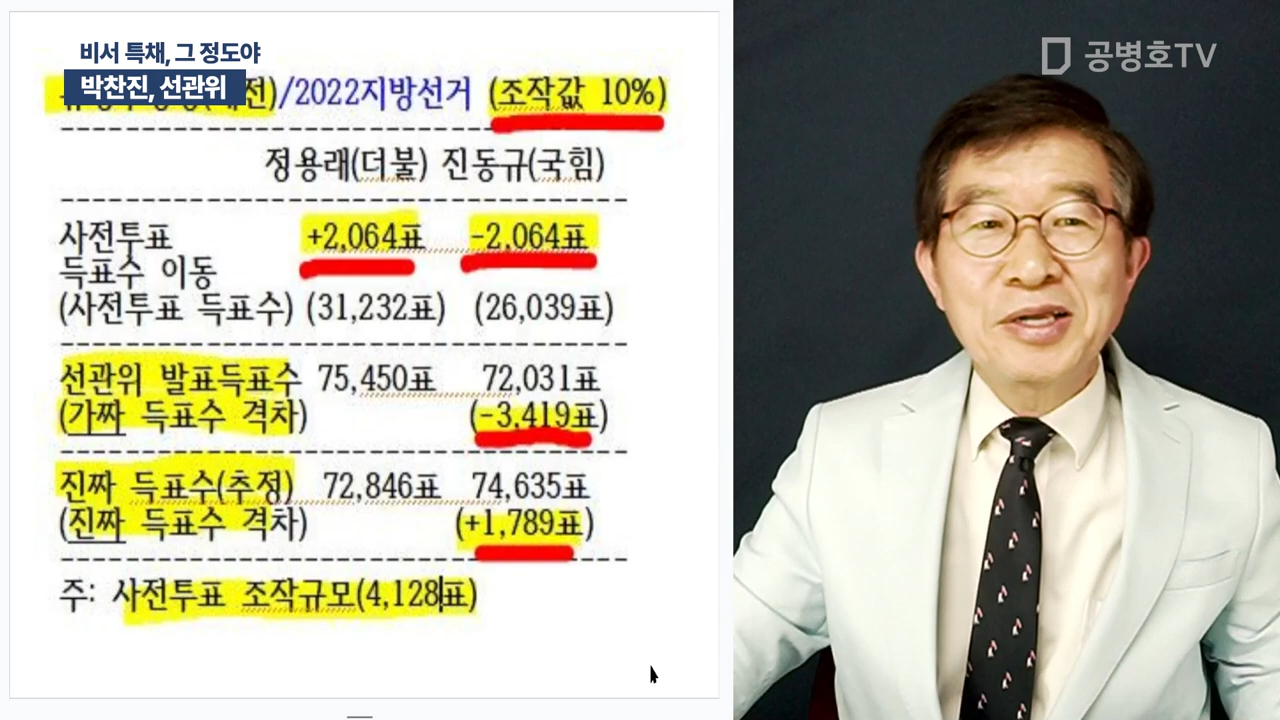 비서 특채, 그 정도야
박찬진, 선관위
전)/2022지방선거 (조작값 10%)
정용래(더불) 진동규(국힘)
사전투표 +2,064표 -2,064표
득표수 이동
(사전투표 득표수) (31,232표) (26,039표)
선관위 발표득표수 75,450표 72,031표
(가짜 득표수 격차) (-3,419표)
진짜 득표수(추정) 72,846표 74,635표
(진짜 득표수 격차) (+1,789표)
주: 사전투표 조작규모(4,128표)
공병호TV